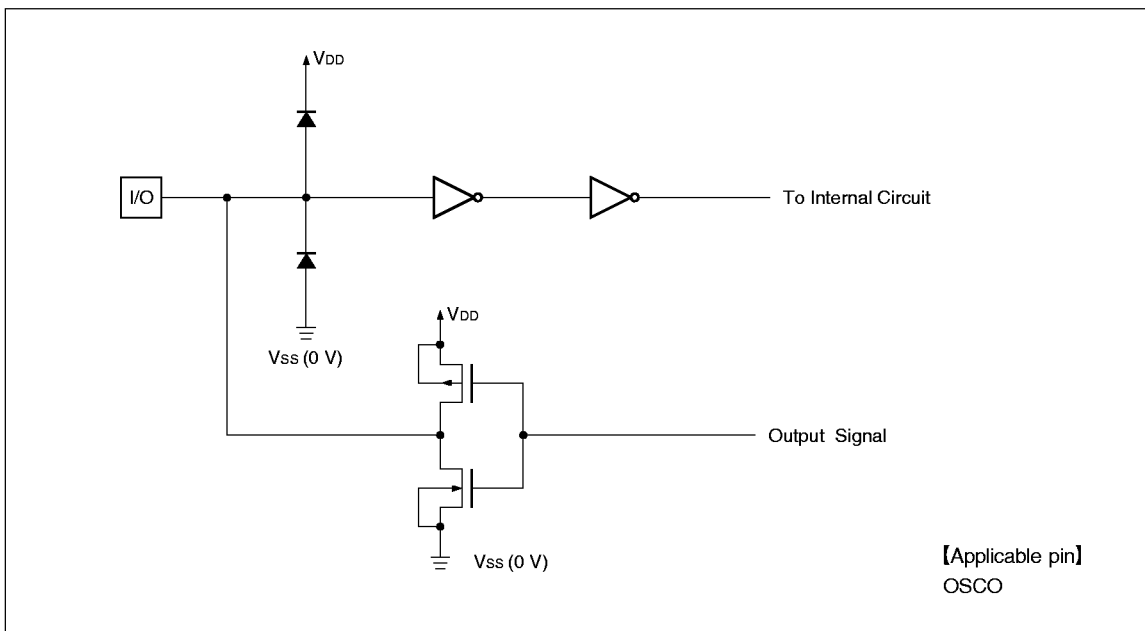 VDD
I/O
To Internal Circuit
VSS (0 V)
VDD
Output Signal
VSS (0 V)
【Applicable pin】
OSCO